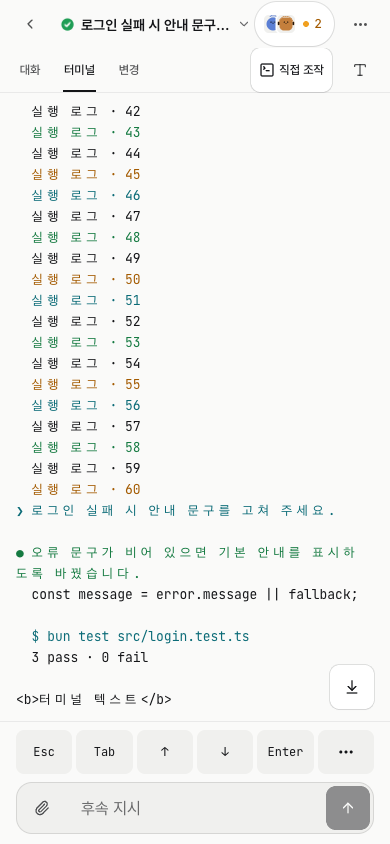 로그인 실패 시 안내 문구... 2
대화 터미널 변경 직접 조작
실행 로그 · 42
실행 로그 · 43
실행 로그 · 44
실행 로그 · 45
실행 로그 · 46
실행 로그 · 47
실행 로그 · 48
실행 로그 · 49
실행 로그 · 50
실행 로그 · 51
실행 로그 · 52
실행 로그 · 53
실행 로그 · 54
실행 로그 · 55
실행 로그 · 56
실행 로그 · 57
실행 로그 · 58
실행 로그 · 59
실행 로그 · 60
❯ 로그인 실패 시 안내 문구를 고쳐 주세요.
● 오류 문구가 비어 있으면 기본 안내를 표시하
도록 바꿨습니다.
const message = error.message || fallback;
$ bun test src/login.test.ts
3 pass · 0 fail
<b>터미널 텍스트</b>
Esc Tab ↑ ↓ Enter •••
후속 지시